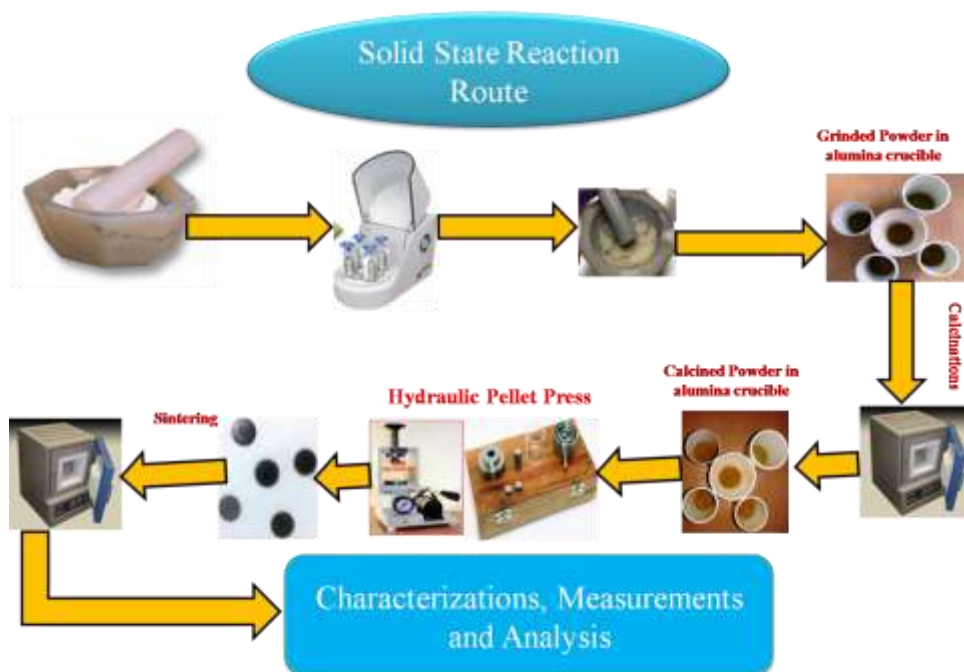 Solid State Reaction
Route
Grinded Powder in
alumina crucible
Calcinations
Calcined Powder in
alumina crucible
Hydraulic Pellet Press
Sintering
Characterizations, Measurements
and Analysis